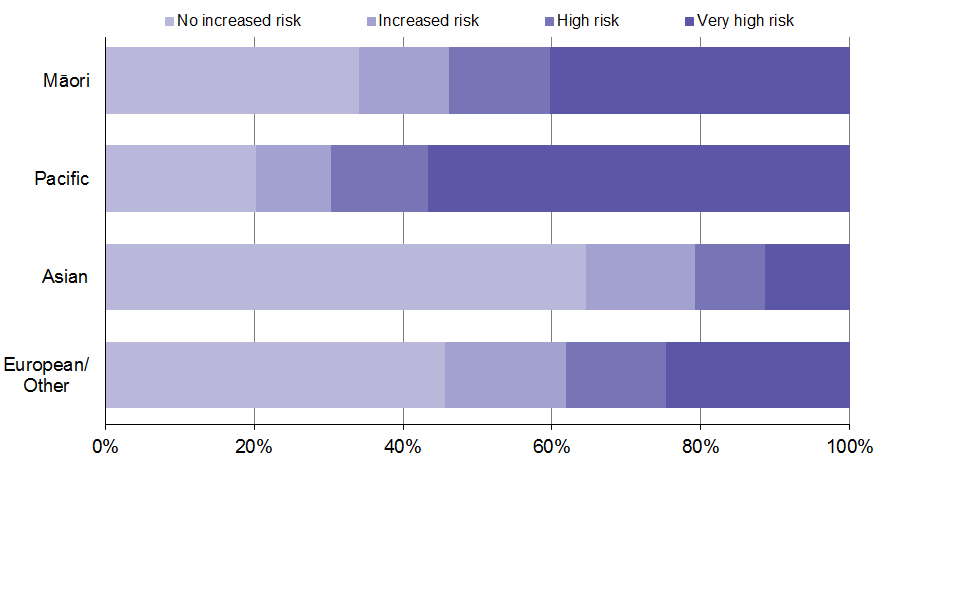 No increased risk Increased risk High risk Very high risk
Māori
Pacific
Asian
European/
Other
0% 20% 40% 60% 80% 100%